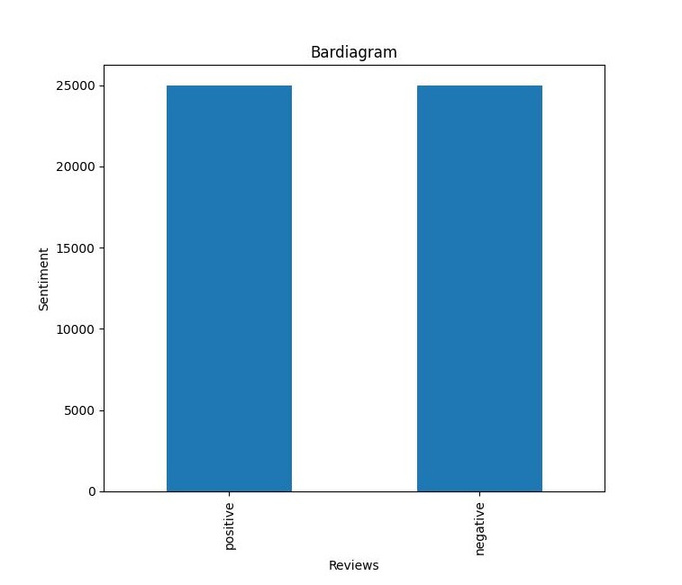 Bardiagram
25000
20000
15000
10000
5000
0
Sentiment
positive
negative
Reviews